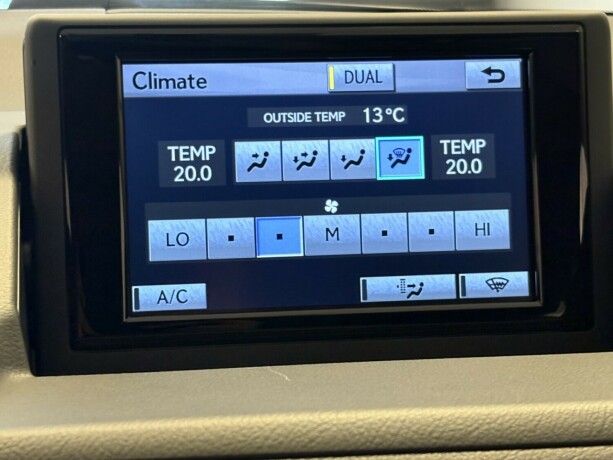 Climate
DUAL
OUTSIDE TEMP 13°C
TEMP
20.0
TEMP
20.0
LO
M
HI
A/C